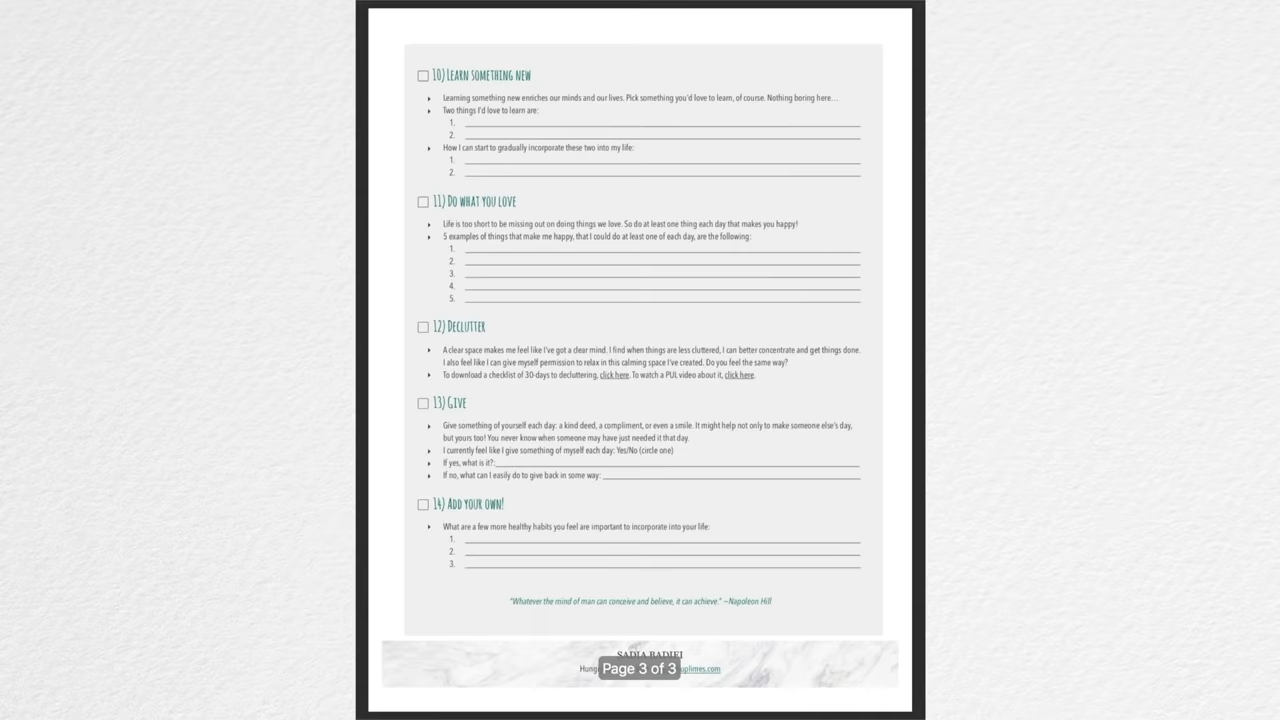 10) Learn something new
Learning something new enriches our minds and our lives. Pick something you'd love to learn, of course. Nothing boring here…
Two things I'd love to learn are:
1.
2.
How I can start to gradually incorporate these two into my life:
1.
2.
11) Do what you love
Life is too short to be missing out on doing things we love. So do at least one thing each day that makes you happy!
5 examples of things that make me happy, that I could do at least one of each day, are the following:
1.
2.
3.
4.
5.
12) Declutter
A clear space makes me feel like I've got a clear mind. I find when things are less cluttered, I can better concentrate and get things done.
I also feel like I can give myself permission to relax in this calming space I've created. Do you feel the same way?
To download a checklist of 30-days to decluttering, click here. To watch a PUL video about it, click here.
13) Give
Give something of yourself each day: a kind deed, a compliment, or even a smile. It might help not only to make someone else's day,
but yours too! You never know when someone may have just needed it that day.
I currently feel like I give something of myself each day: Yes/No (circle one)
If yes, what is it?:
If no, what can I easily do to give back in some way:
14) Add your own!
What are a few more healthy habits you feel are important to incorporate into your life:
1.
2.
3.
"Whatever the mind of man can conceive and believe, it can achieve." –Napoleon Hill
SADIA BADIEI
Page 3 of 3